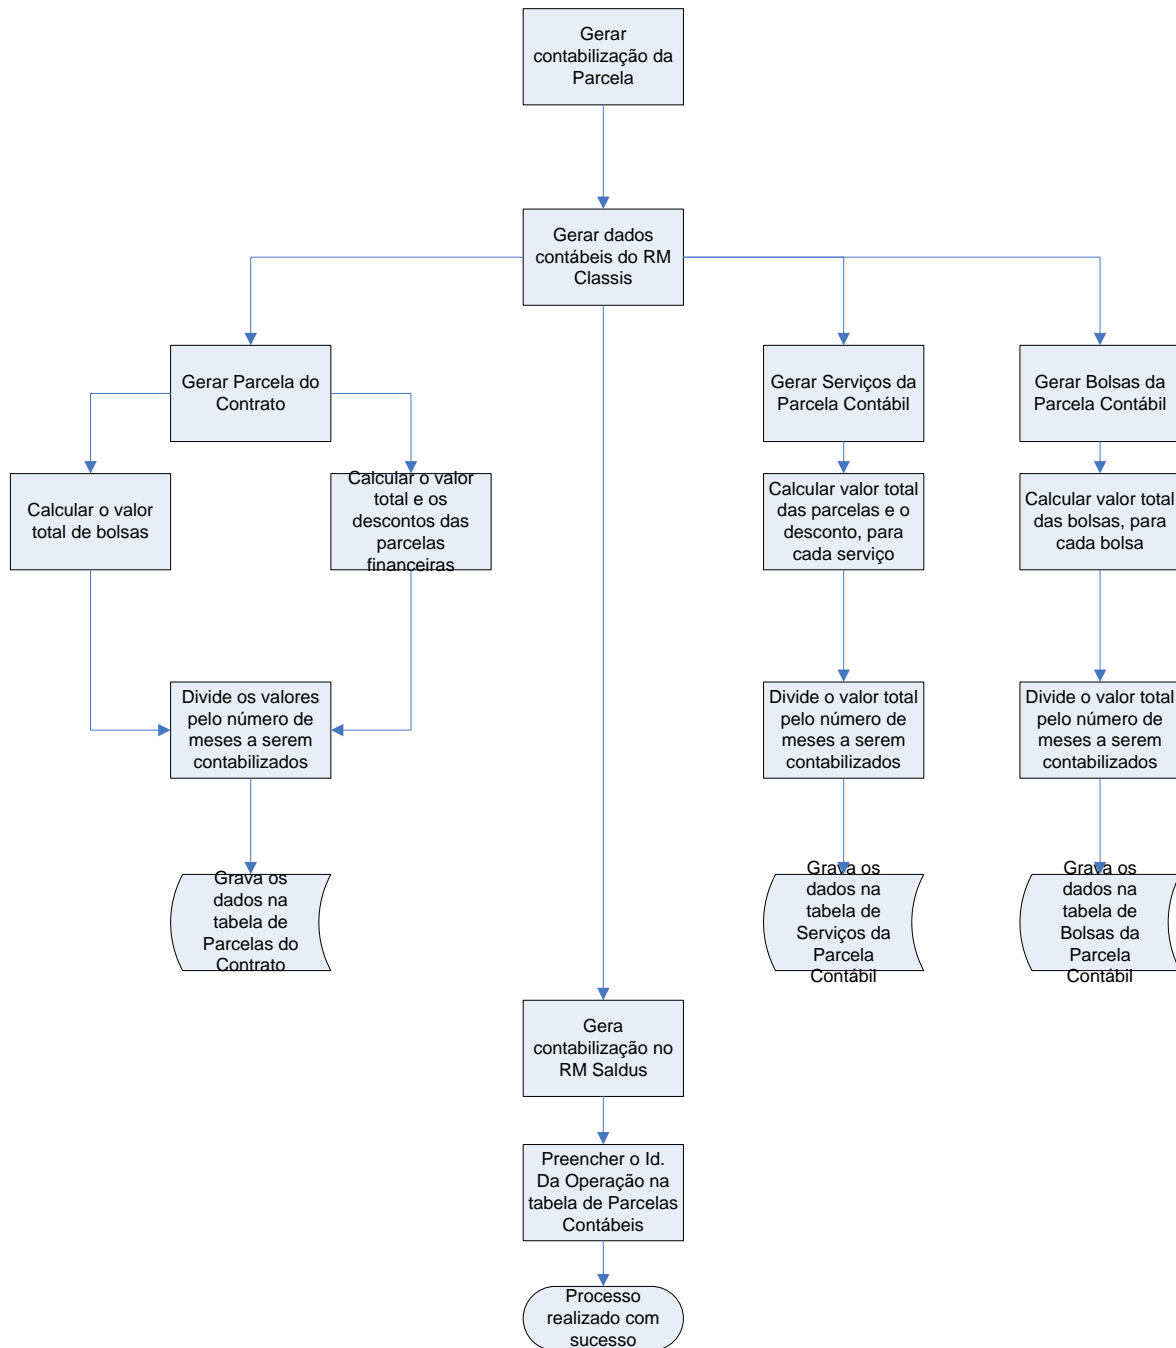 Gerar
contabilização da
Parcela
Gerar dados
contábeis do RM
Classis
Gerar Parcela do
Contrato
Gerar Serviços da
Parcela Contábil
Gerar Bolsas da
Parcela Contábil
Calcular o valor
total de bolsas
Calcular o valor
total e os
descontos das
parcelas
financeiras
Calcular valor total
das parcelas e o
desconto, para
cada serviço
Calcular valor total
das bolsas, para
cada bolsa
Divide os valores
pelo número de
meses a serem
contabilizados
Divide o valor total
pelo número de
meses a serem
contabilizados
Divide o valor total
pelo número de
meses a serem
contabilizados
Grava os
dados na
tabela de
Parcelas do
Contrato
Grava os
dados na
tabela de
Serviços da
Parcela
Contábil
Grava os
dados na
tabela de
Bolsas da
Parcela
Contábil
Gera
contabilização no
RM Saldus
Preencher o Id.
Da Operação na
tabela de Parcelas
Contábeis
Processo
realizado com
sucesso